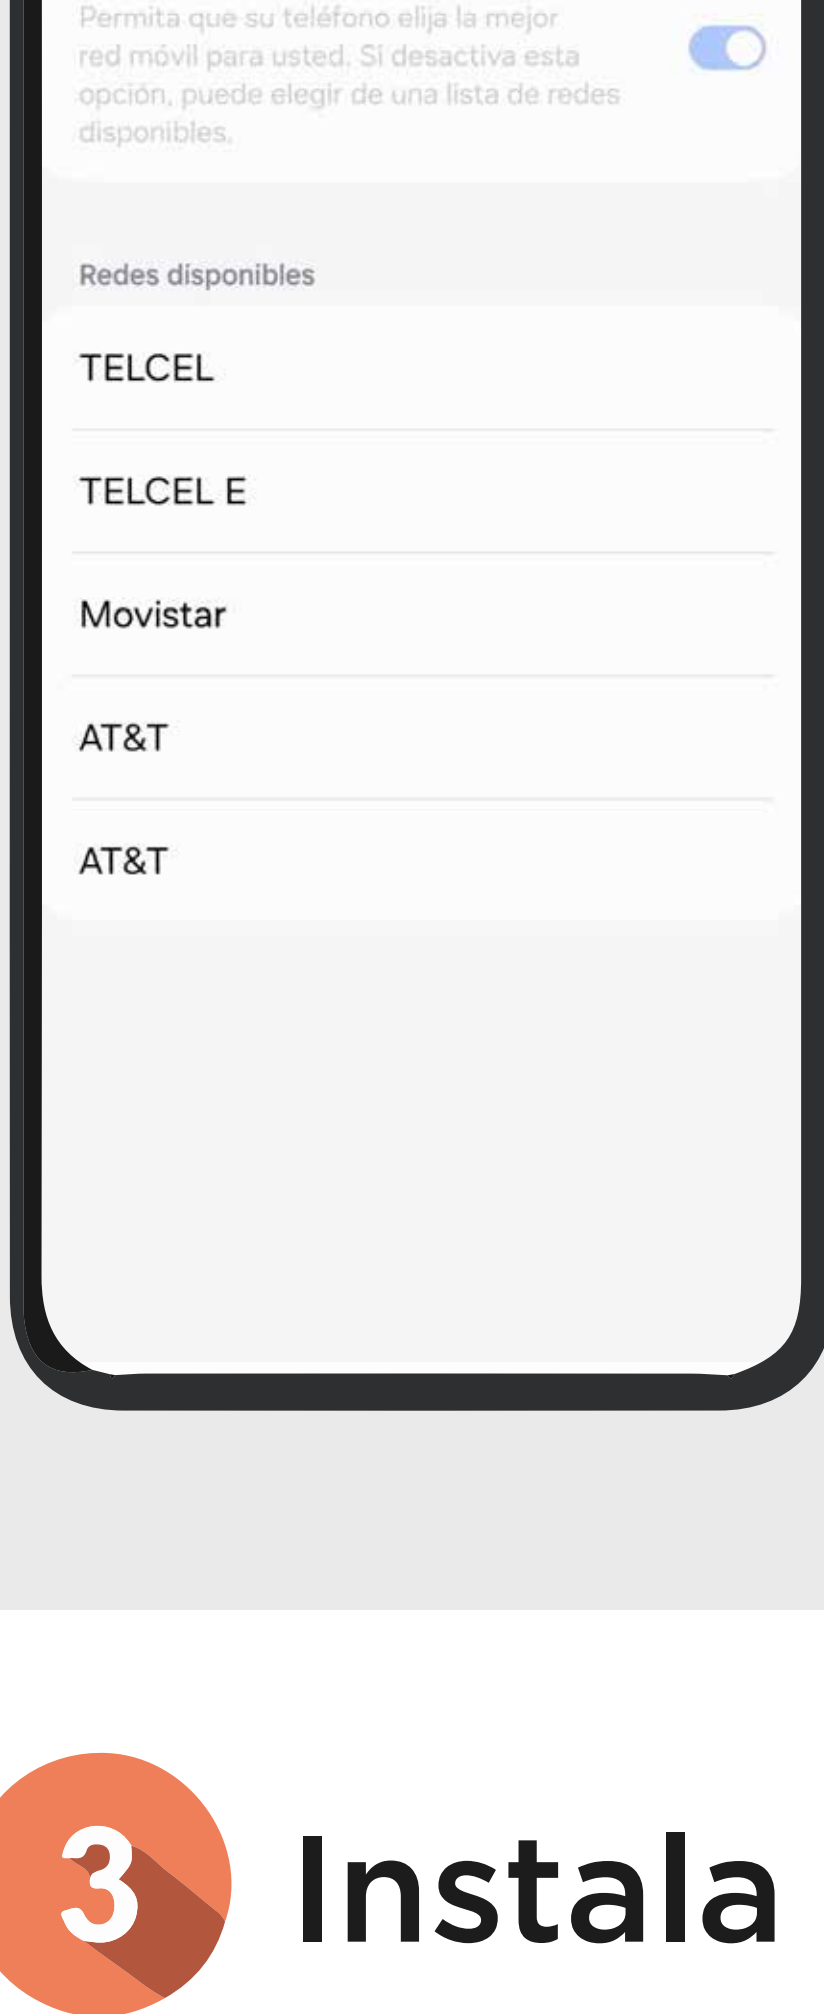 Permita que su teléfono elija la mejor
red móvil para usted. Si desactiva esta
opción, puede elegir de una lista de redes
disponibles.
Redes disponibles
TELCEL
TELCEL E
Movistar
AT&T
AT&T
3 Instala